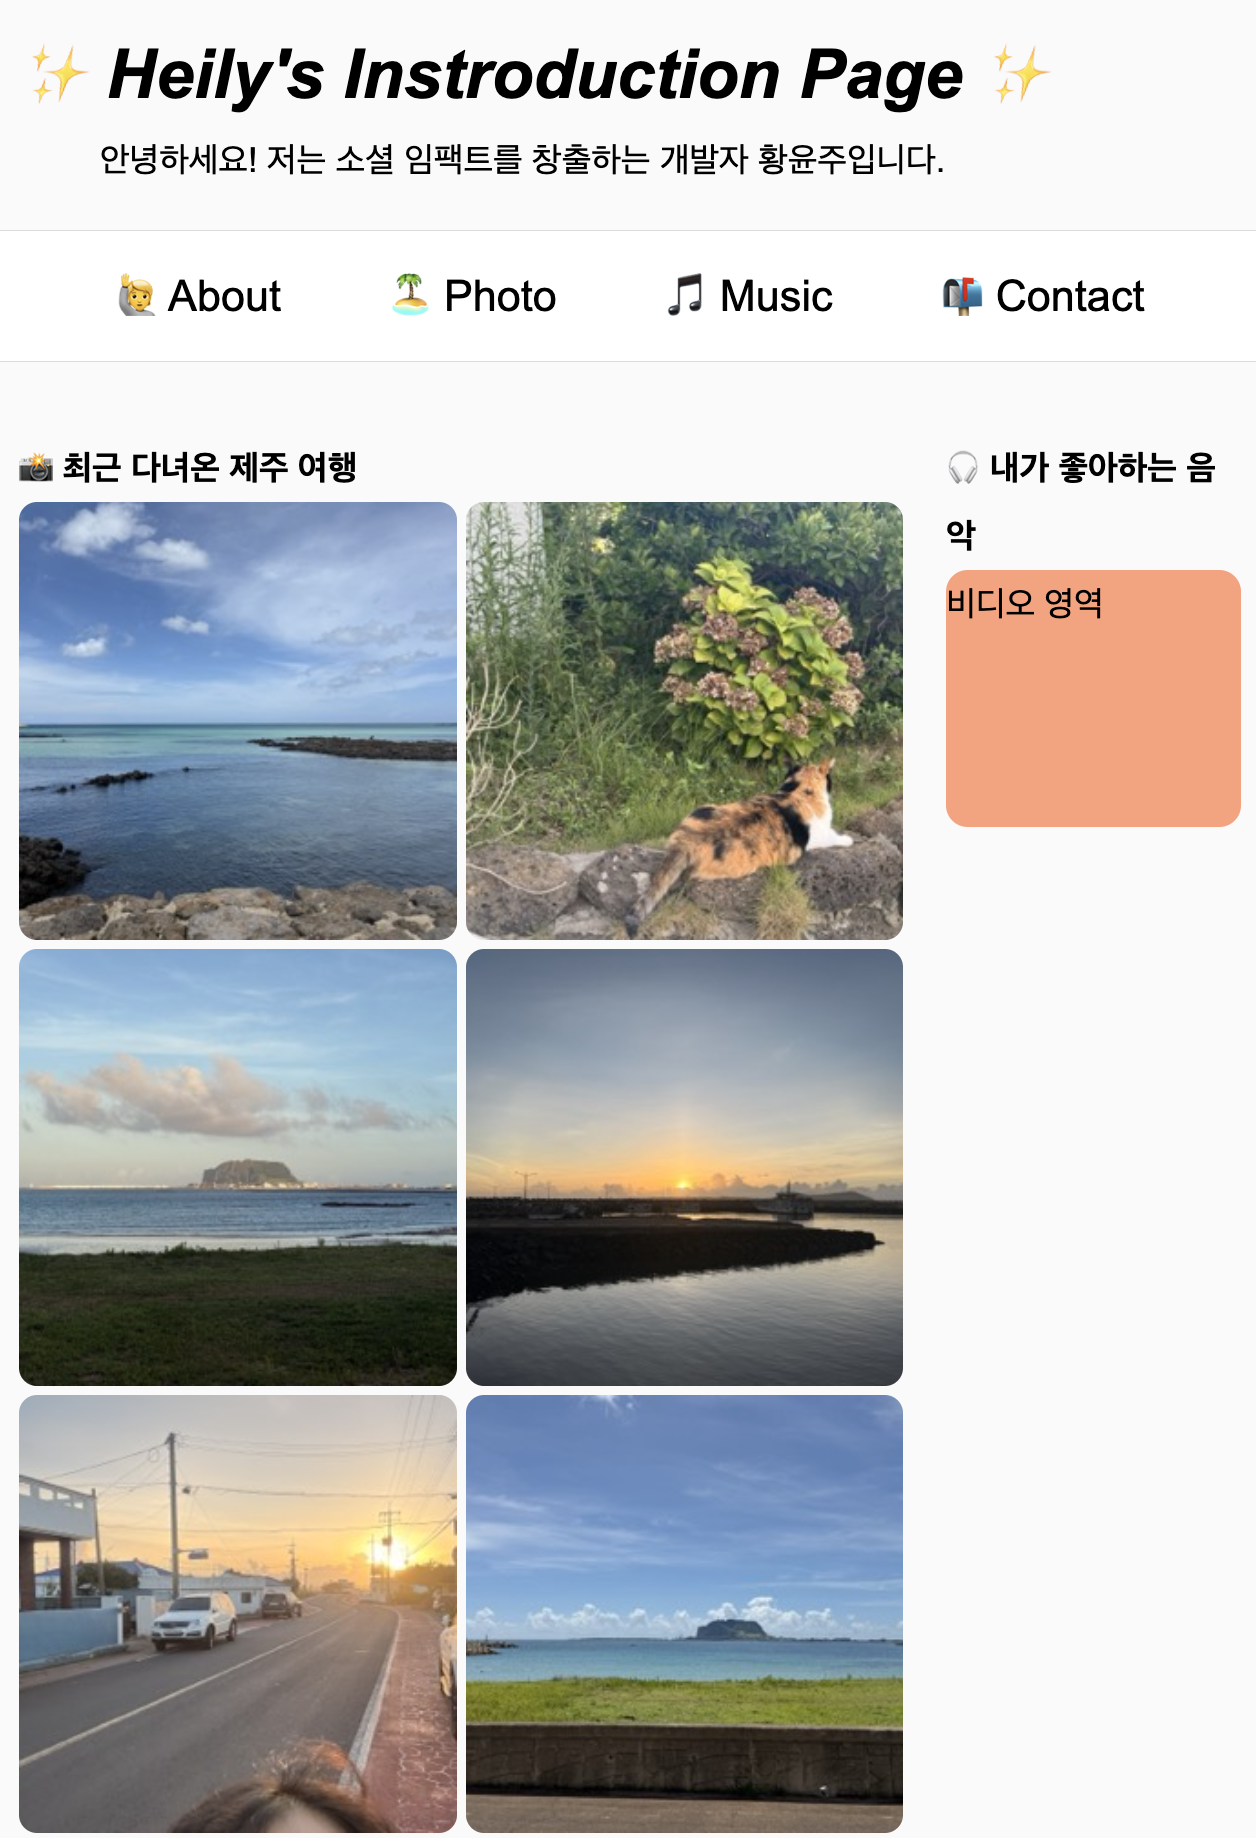 ✨ Heily's Instroduction Page ✨
안녕하세요! 저는 소셜 임팩트를 창출하는 개발자 황윤주입니다.
🙋 About 🏝️ Photo 🎵 Music 📬 Contact
📸 최근 다녀온 제주 여행
🎧 내가 좋아하는 음
악
비디오 영역